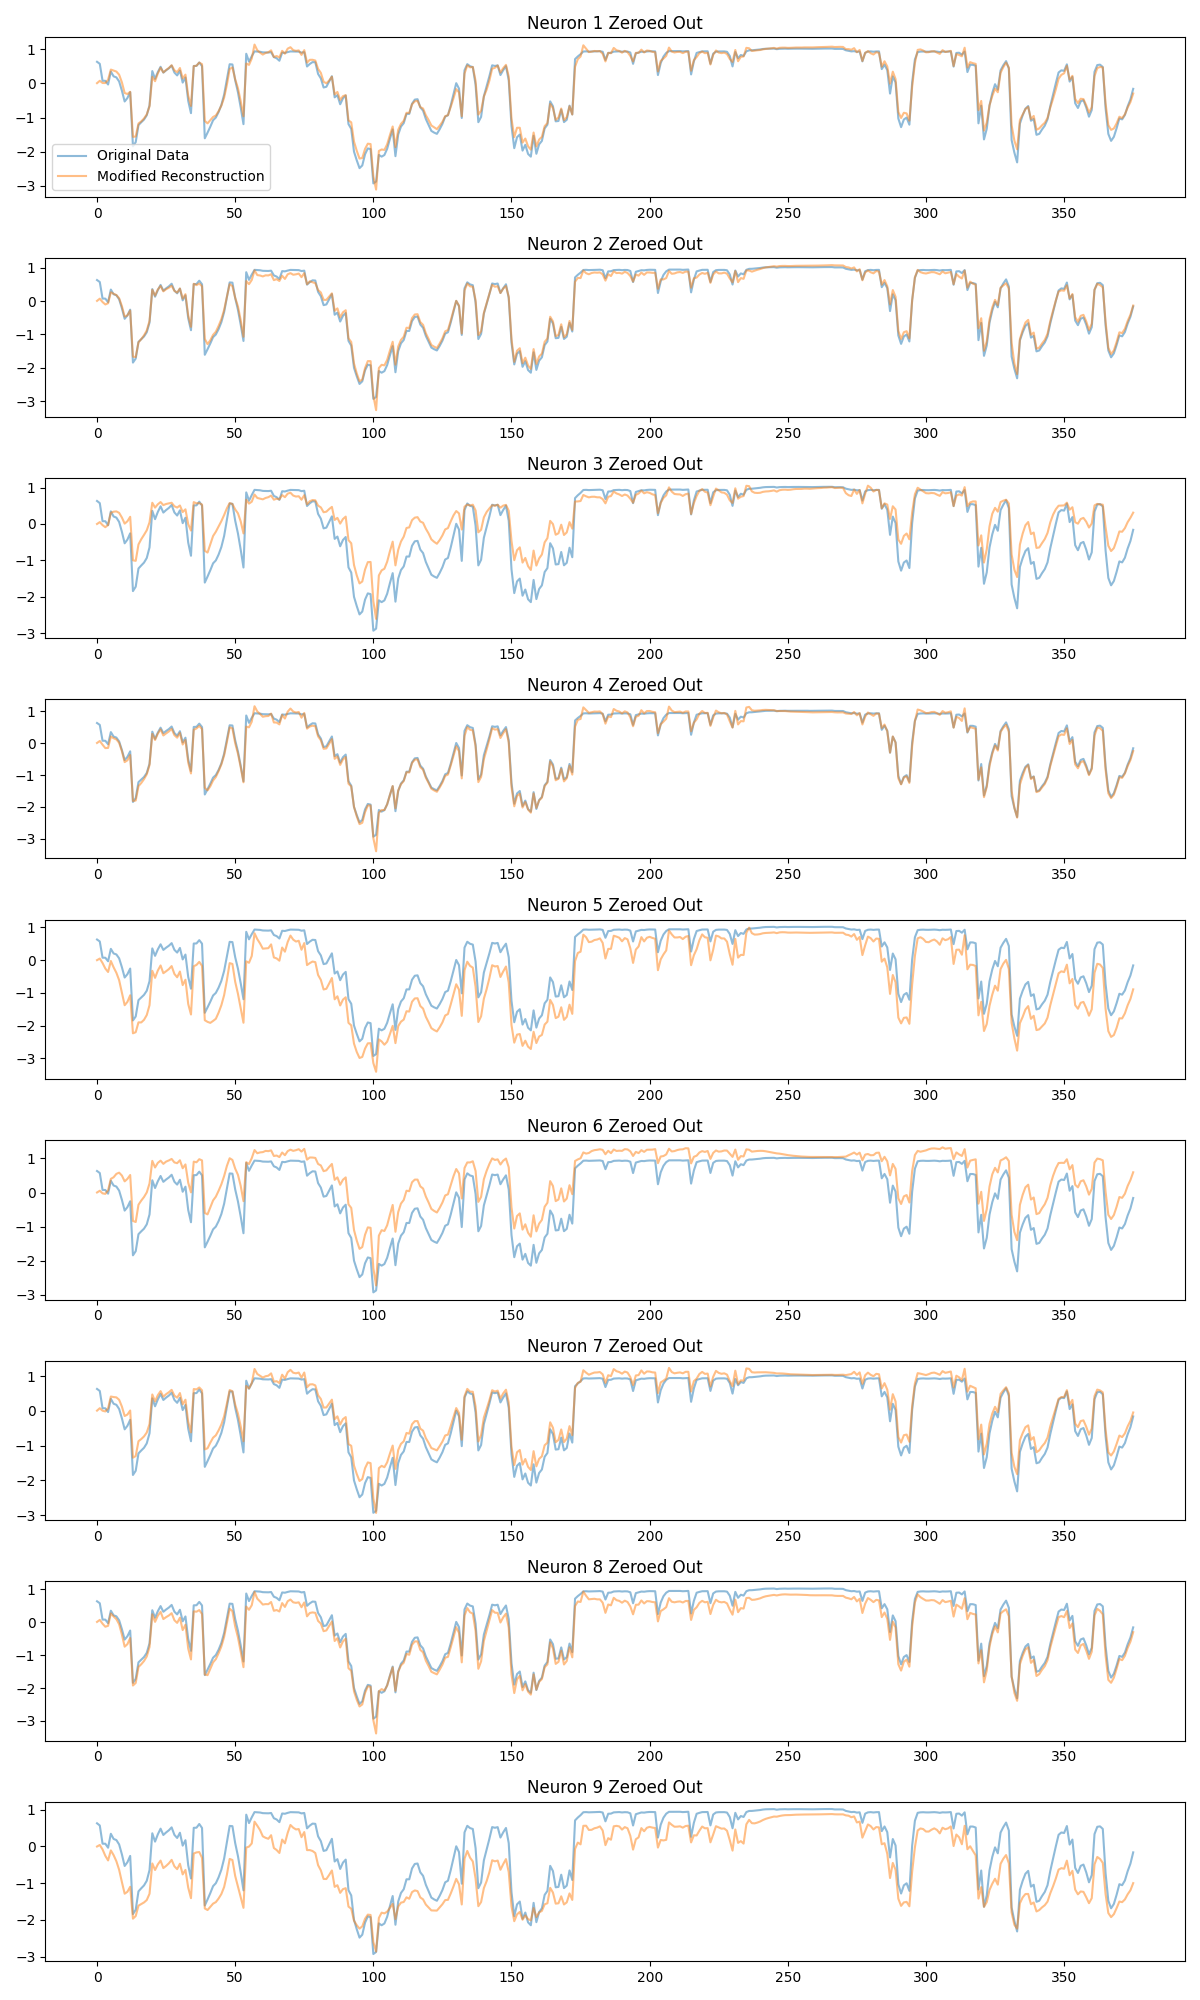 Neuron 1 Zeroed Out
1
0
−1
−2
−3
Original Data
Modified Reconstruction
0 50 100 150 200 250 300 350
Neuron 2 Zeroed Out
1
0
−1
−2
−3
0 50 100 150 200 250 300 350
Neuron 3 Zeroed Out
1
0
−1
−2
−3
0 50 100 150 200 250 300 350
Neuron 4 Zeroed Out
1
0
−1
−2
−3
0 50 100 150 200 250 300 350
Neuron 5 Zeroed Out
1
0
−1
−2
−3
0 50 100 150 200 250 300 350
Neuron 6 Zeroed Out
1
0
−1
−2
−3
0 50 100 150 200 250 300 350
Neuron 7 Zeroed Out
1
0
−1
−2
−3
0 50 100 150 200 250 300 350
Neuron 8 Zeroed Out
1
0
−1
−2
−3
0 50 100 150 200 250 300 350
Neuron 9 Zeroed Out
1
0
−1
−2
−3
0 50 100 150 200 250 300 350